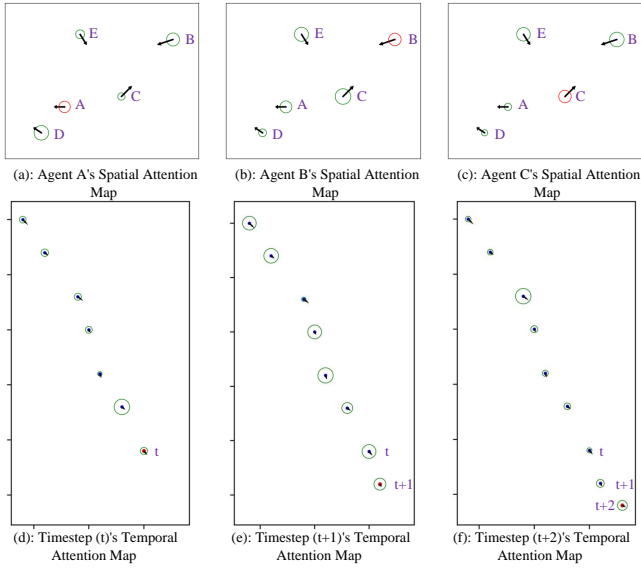 E
B
A
C
D
E
B
A
C
D
E
B
A
C
D
(a): Agent A's Spatial Attention
Map
(b): Agent B's Spatial Attention
Map
(c): Agent C's Spatial Attention
Map
t
t
t+1
t
t+1
t+2
(d): Timestep (t)'s Temporal
Attention Map
(e): Timestep (t+1)'s Temporal
Attention Map
(f): Timestep (t+2)'s Temporal
Attention Map